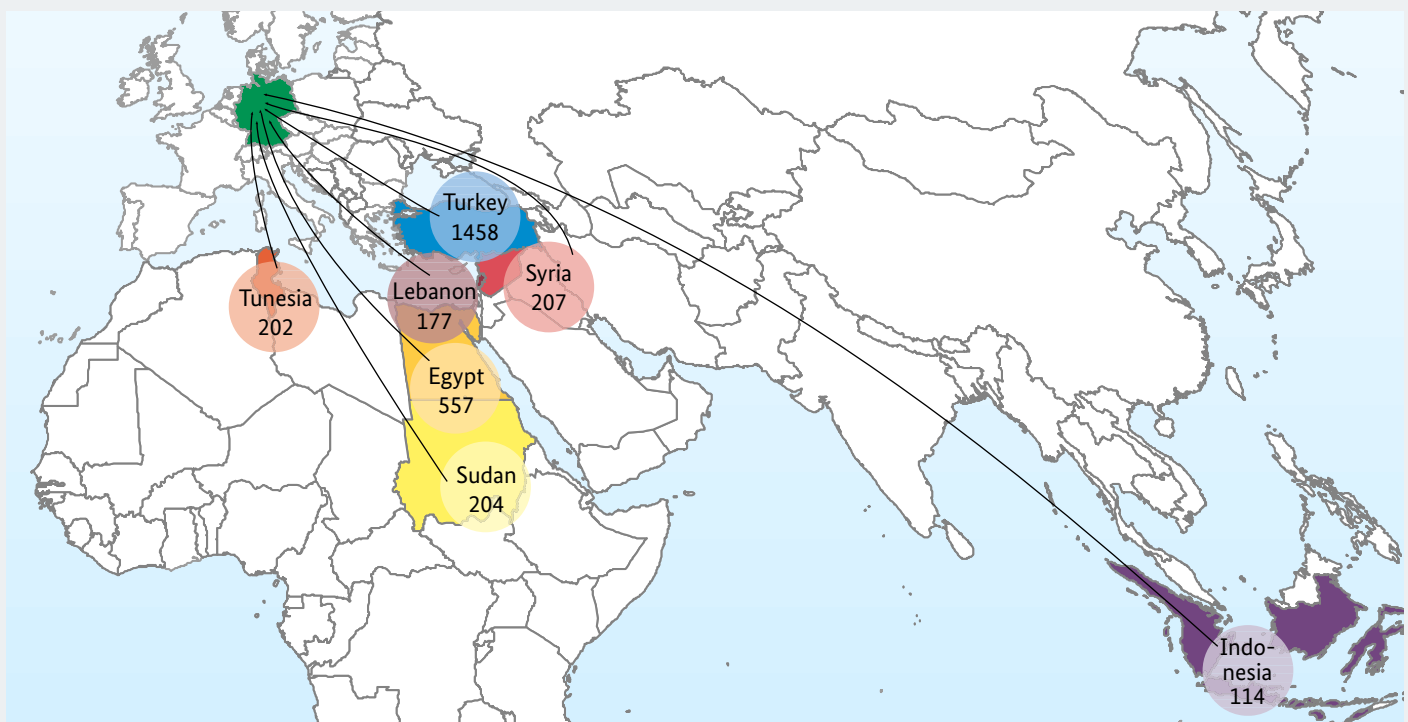 Turkey
1458
Syria
207
Lebanon
177
Tunesia
202
Egypt
557
Sudan
204
Indo-
nesia
114